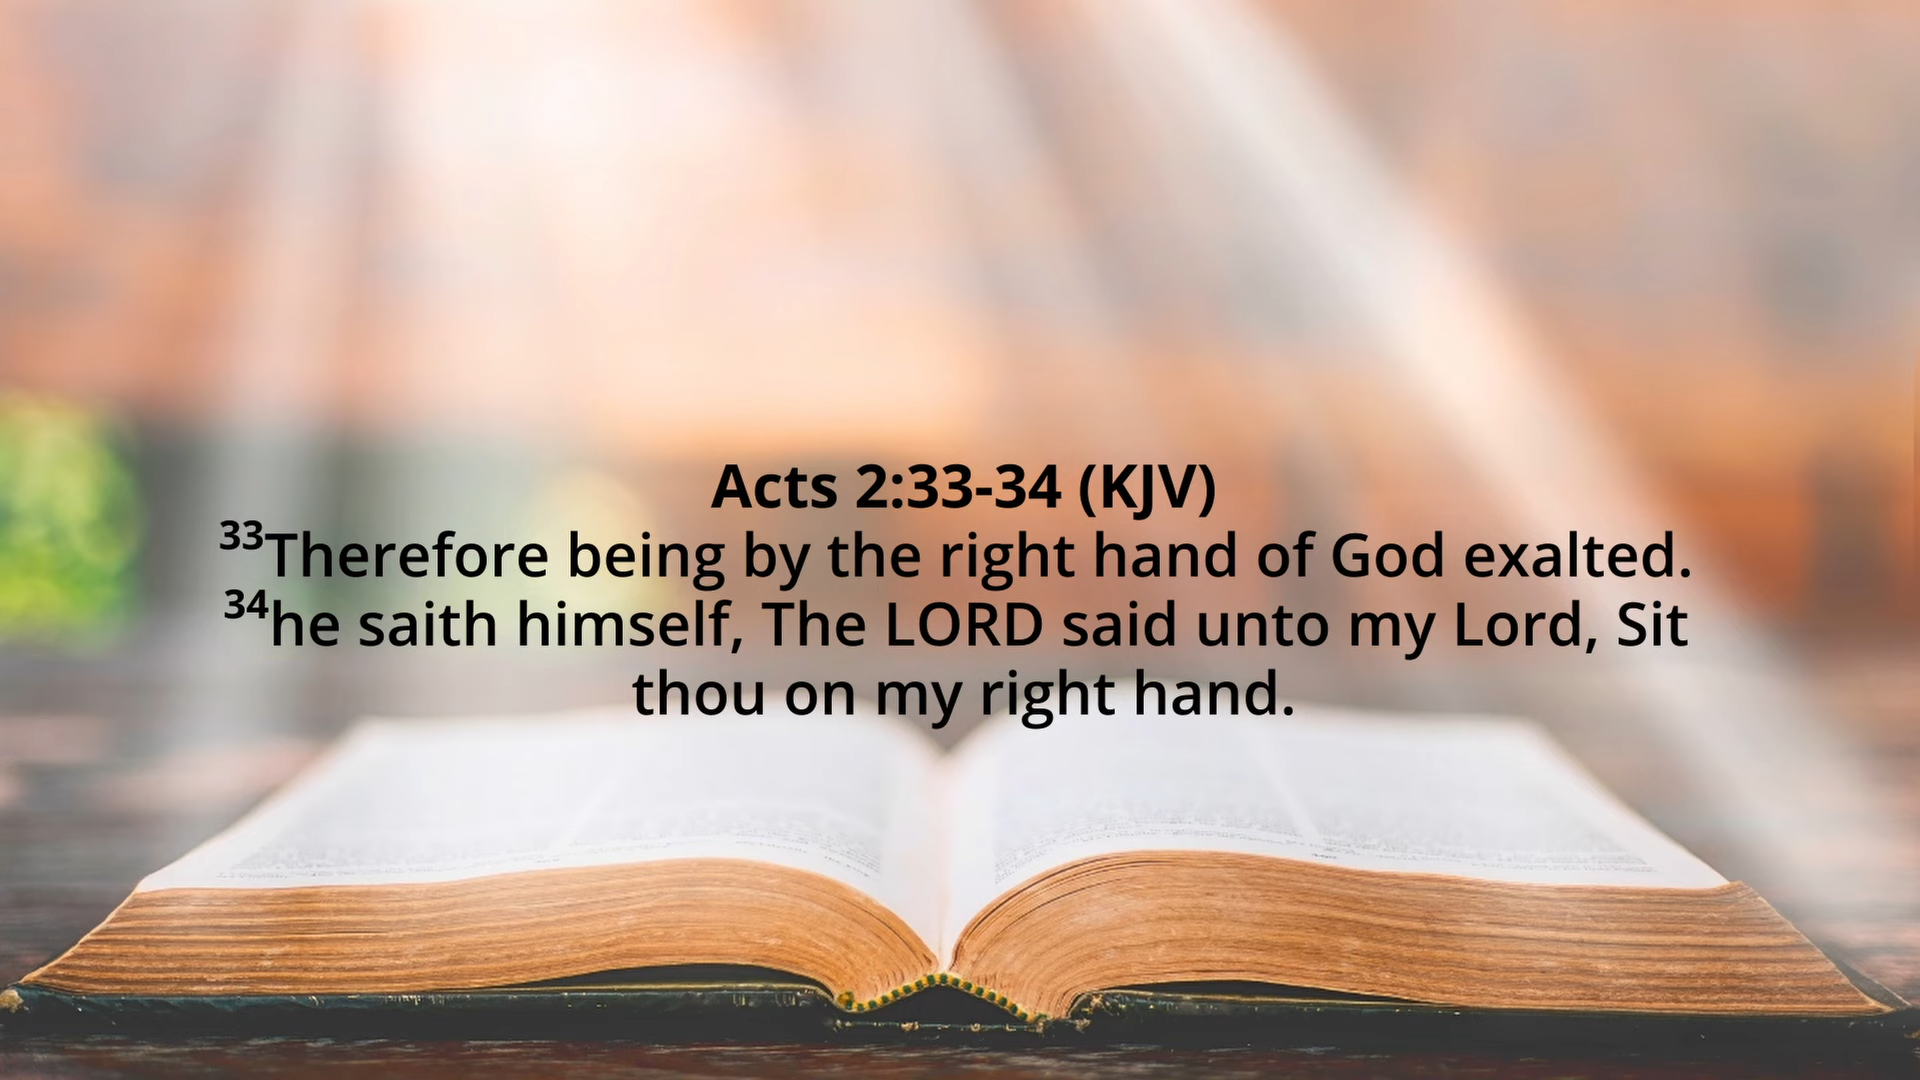 Acts 2:33-34 (KJV)
33Therefore being by the right hand of God exalted.
34he saith himself, The LORD said unto my Lord, Sit
thou on my right hand.